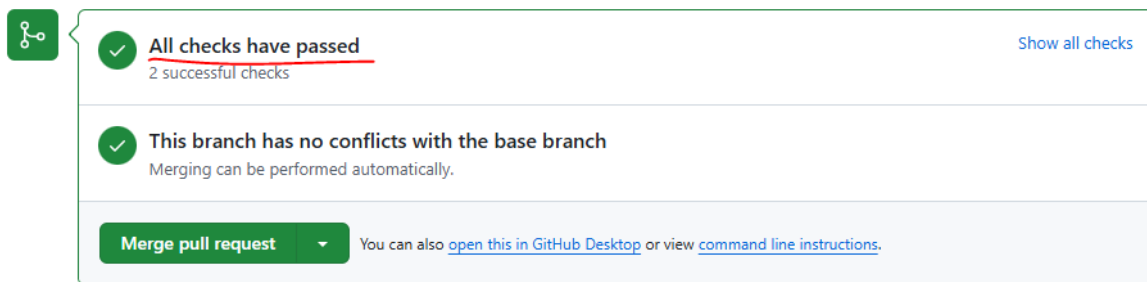 All checks have passed
Show all checks
2 successful checks
This branch has no conflicts with the base branch
Merging can be performed automatically.
Merge pull request
You can also open this in GitHub Desktop or view command line instructions.